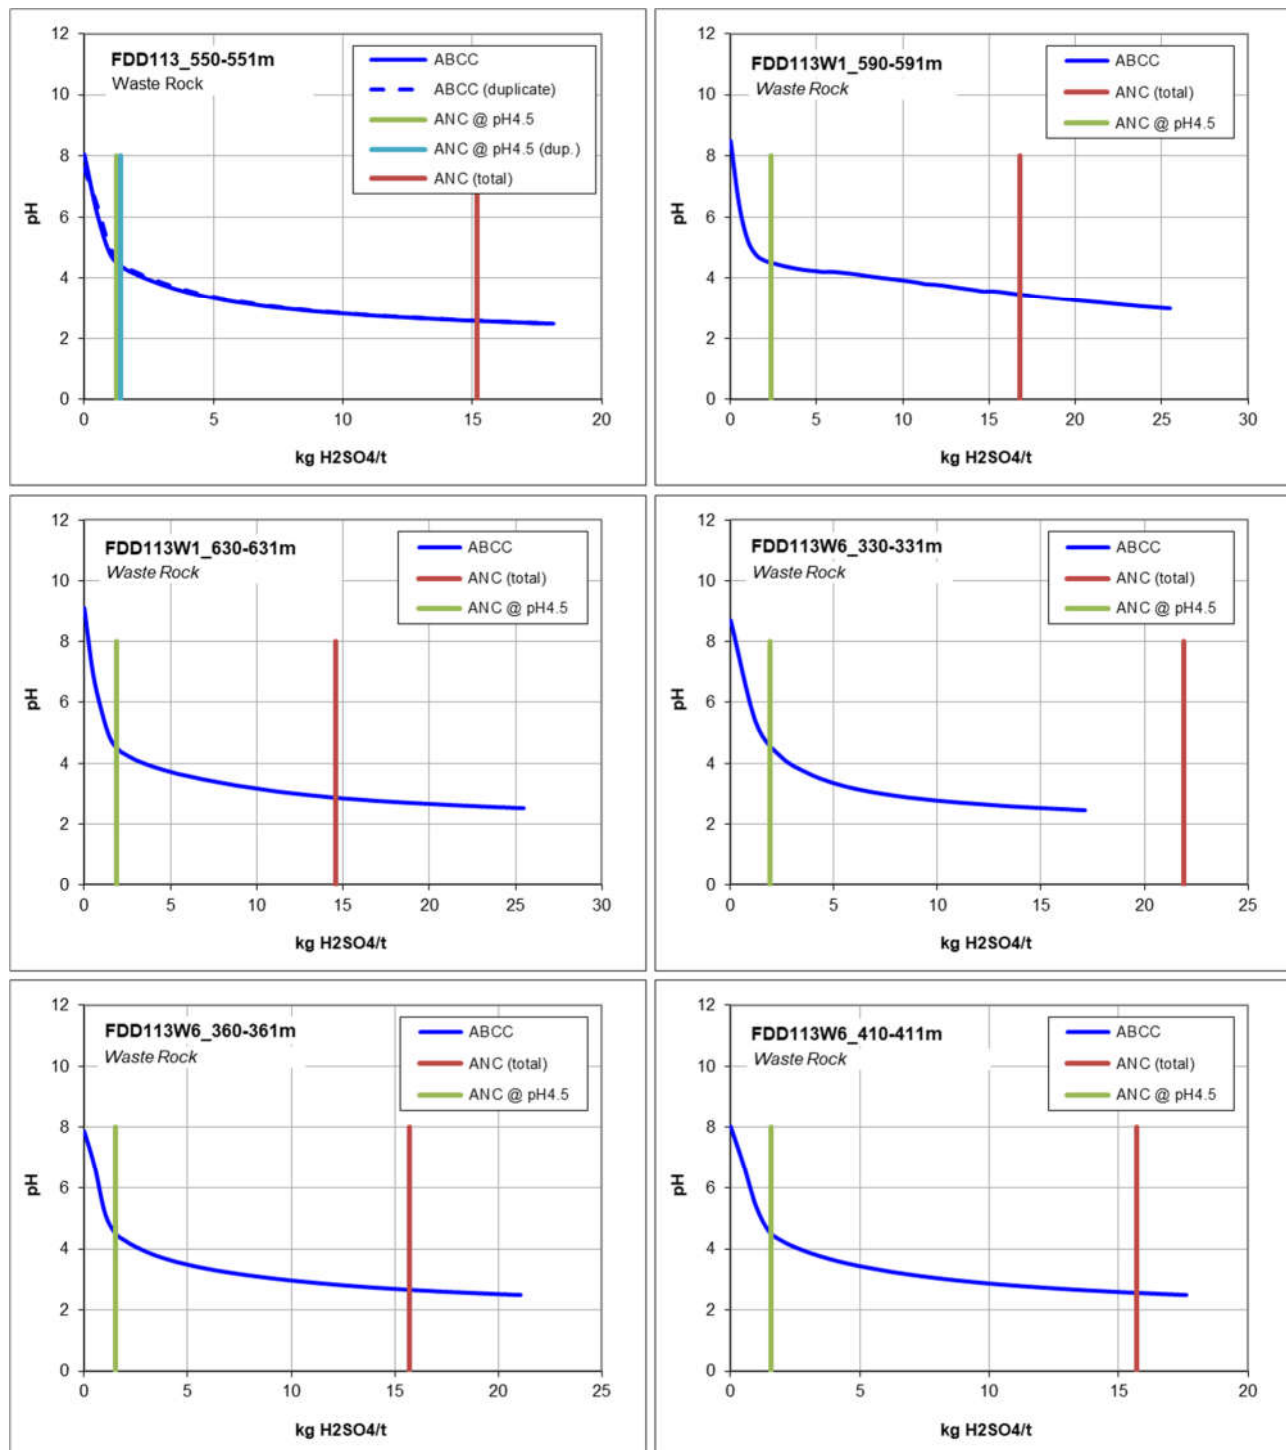 FDD113_550-551m
Waste Rock
ABCC
ABCC (duplicate)
ANC @ pH4.5
ANC @ pH4.5 (dup.)
ANC (total)
12
10
8
6
4
2
0
pH
0 5 10 15 20
kg H2SO4/t
FDD113W1_590-591m
Waste Rock
ABCC
ANC (total)
ANC @ pH4.5
12
10
8
6
4
2
0
pH
0 5 10 15 20 25 30
kg H2SO4/t
FDD113W1_630-631m
Waste Rock
ABCC
ANC (total)
ANC @ pH4.5
12
10
8
6
4
2
0
pH
0 5 10 15 20 25 30
kg H2SO4/t
FDD113W6_330-331m
Waste Rock
ABCC
ANC (total)
ANC @ pH4.5
12
10
8
6
4
2
0
pH
0 5 10 15 20 25
kg H2SO4/t
FDD113W6_360-361m
Waste Rock
ABCC
ANC (total)
ANC @ pH4.5
12
10
8
6
4
2
0
pH
0 5 10 15 20 25
kg H2SO4/t
FDD113W6_410-411m
Waste Rock
ABCC
ANC (total)
ANC @ pH4.5
12
10
8
6
4
2
0
pH
0 5 10 15 20
kg H2SO4/t